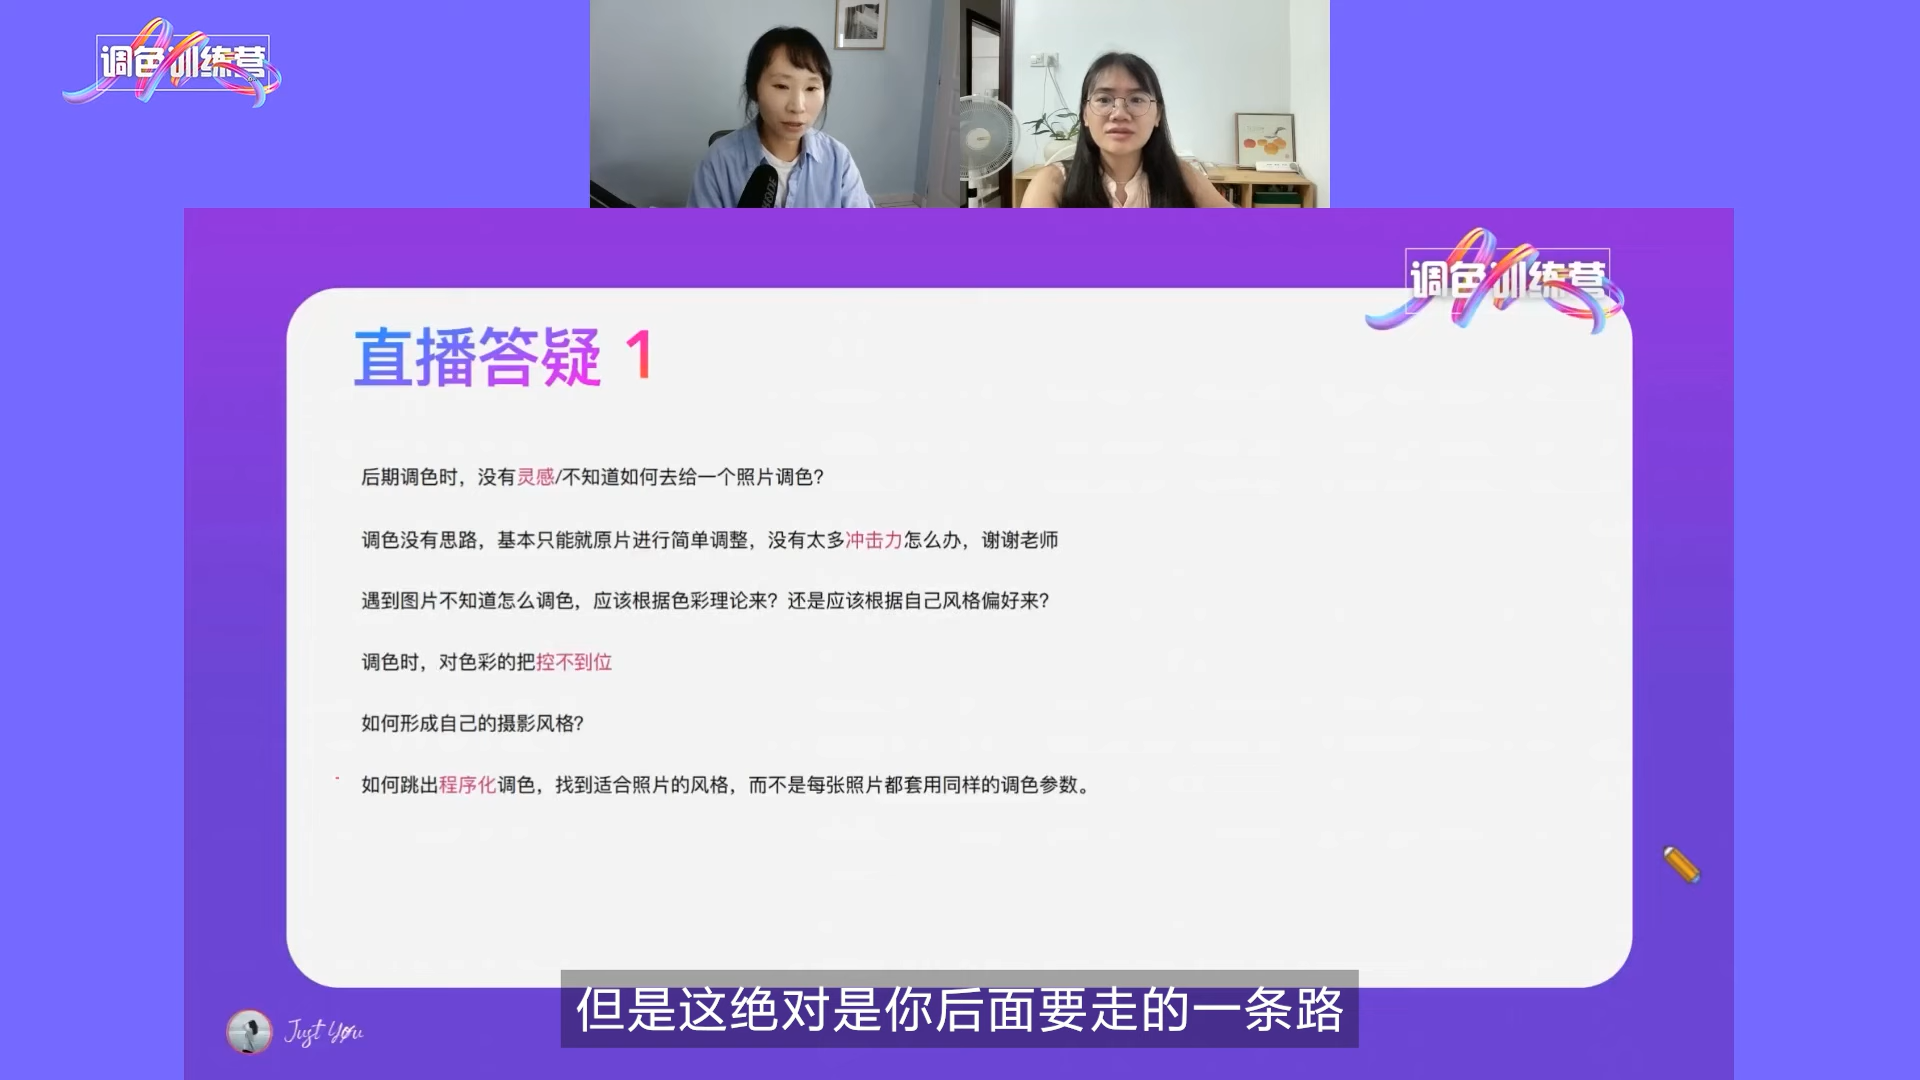 调色训练营
调色训练营
直播答疑 1
后期调色时，没有灵感/不知道如何去给一个照片调色？
调色没有思路，基本只能就原片进行简单调整，没有太多冲击力怎么办，谢谢老师
遇到图片不知道怎么调色，应该根据色彩理论来？还是应该根据自己风格偏好来？
调色时，对色彩的把控不到位
如何形成自己的摄影风格？
如何跳出程序化调色，找到适合照片的风格，而不是每张照片都套用同样的调色参数。
但是这绝对是你后面要走的一条路
Just You